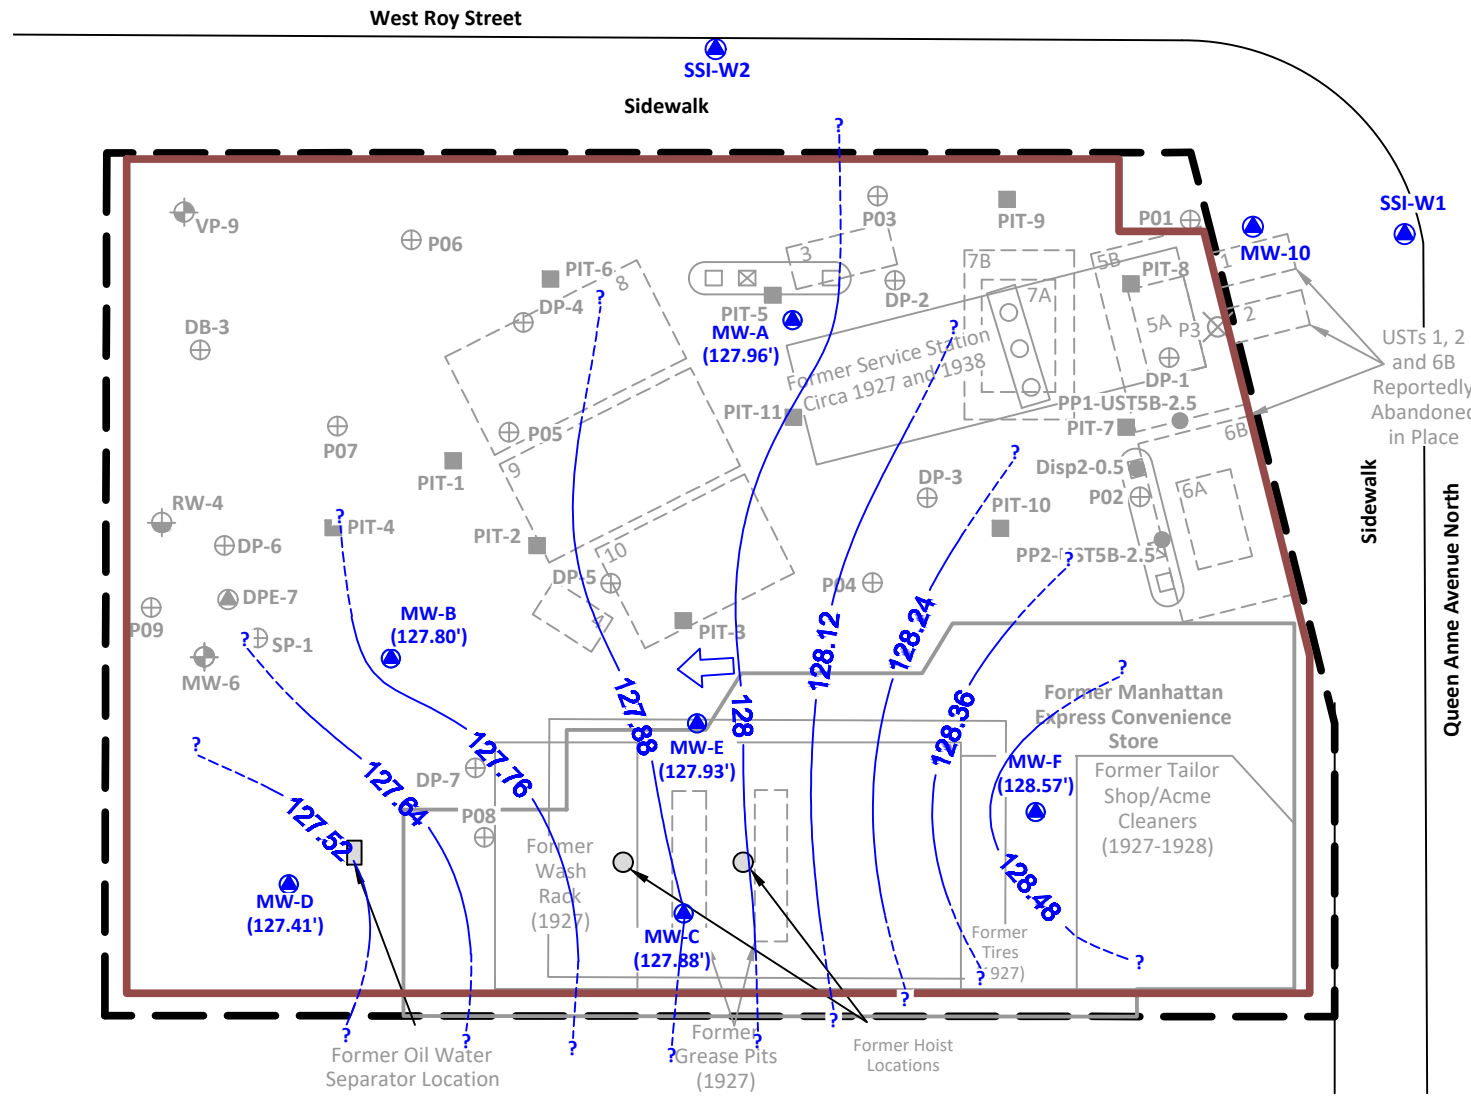 West Roy Street
SSI-W2
Sidewalk
?
SSI-W1
VP-9
P06
P03
PIT-9
P01
MW-10
PIT-6
8
3
7B
5B
PIT-8
1
DP-4
?
PIT-5
DP-2
7A
5A
P3
2
DB-3
MW-A
(127.96')
Former Service Station
Circa 1927 and 1938
?
DP-1
USTs 1, 2
and 6B
Reportedly
Abandoned
in Place
P05
PIT-11
PP1-UST5B-2.5
PIT-7
6B
P07
PIT-1
9
?
DP-3
Disp2-0.5
P02
6A
RW-4
?
PIT-4
PIT-2
10
PIT-10
PP2-UST5B-2.5
?
DP-6
DP-5
P04
Sidewalk
Queen Anne Avenue North
DPE-7
P09
MW-B
(127.80')
PIT-3
128.12
128.24
?
SP-1
MW-6
?
127.88
128
128.36
Former Manhattan
Express Convenience
Store
?
MW-E
(127.93')
MW-F
(128.57')
DP-7
127.76
127.64
Former Tailor
Shop/Acme
Cleaners
(1927-1928)
P08
127.52
Former
Wash
Rack
(1927)
128.48
MW-D
(127.41')
MW-C
(127.88')
Former
Tires
?
?
?
?
?
?
?
?
?
Former Oil Water
Separator Location
Former
Grease Pits
(1927)
Former Hoist
Locations